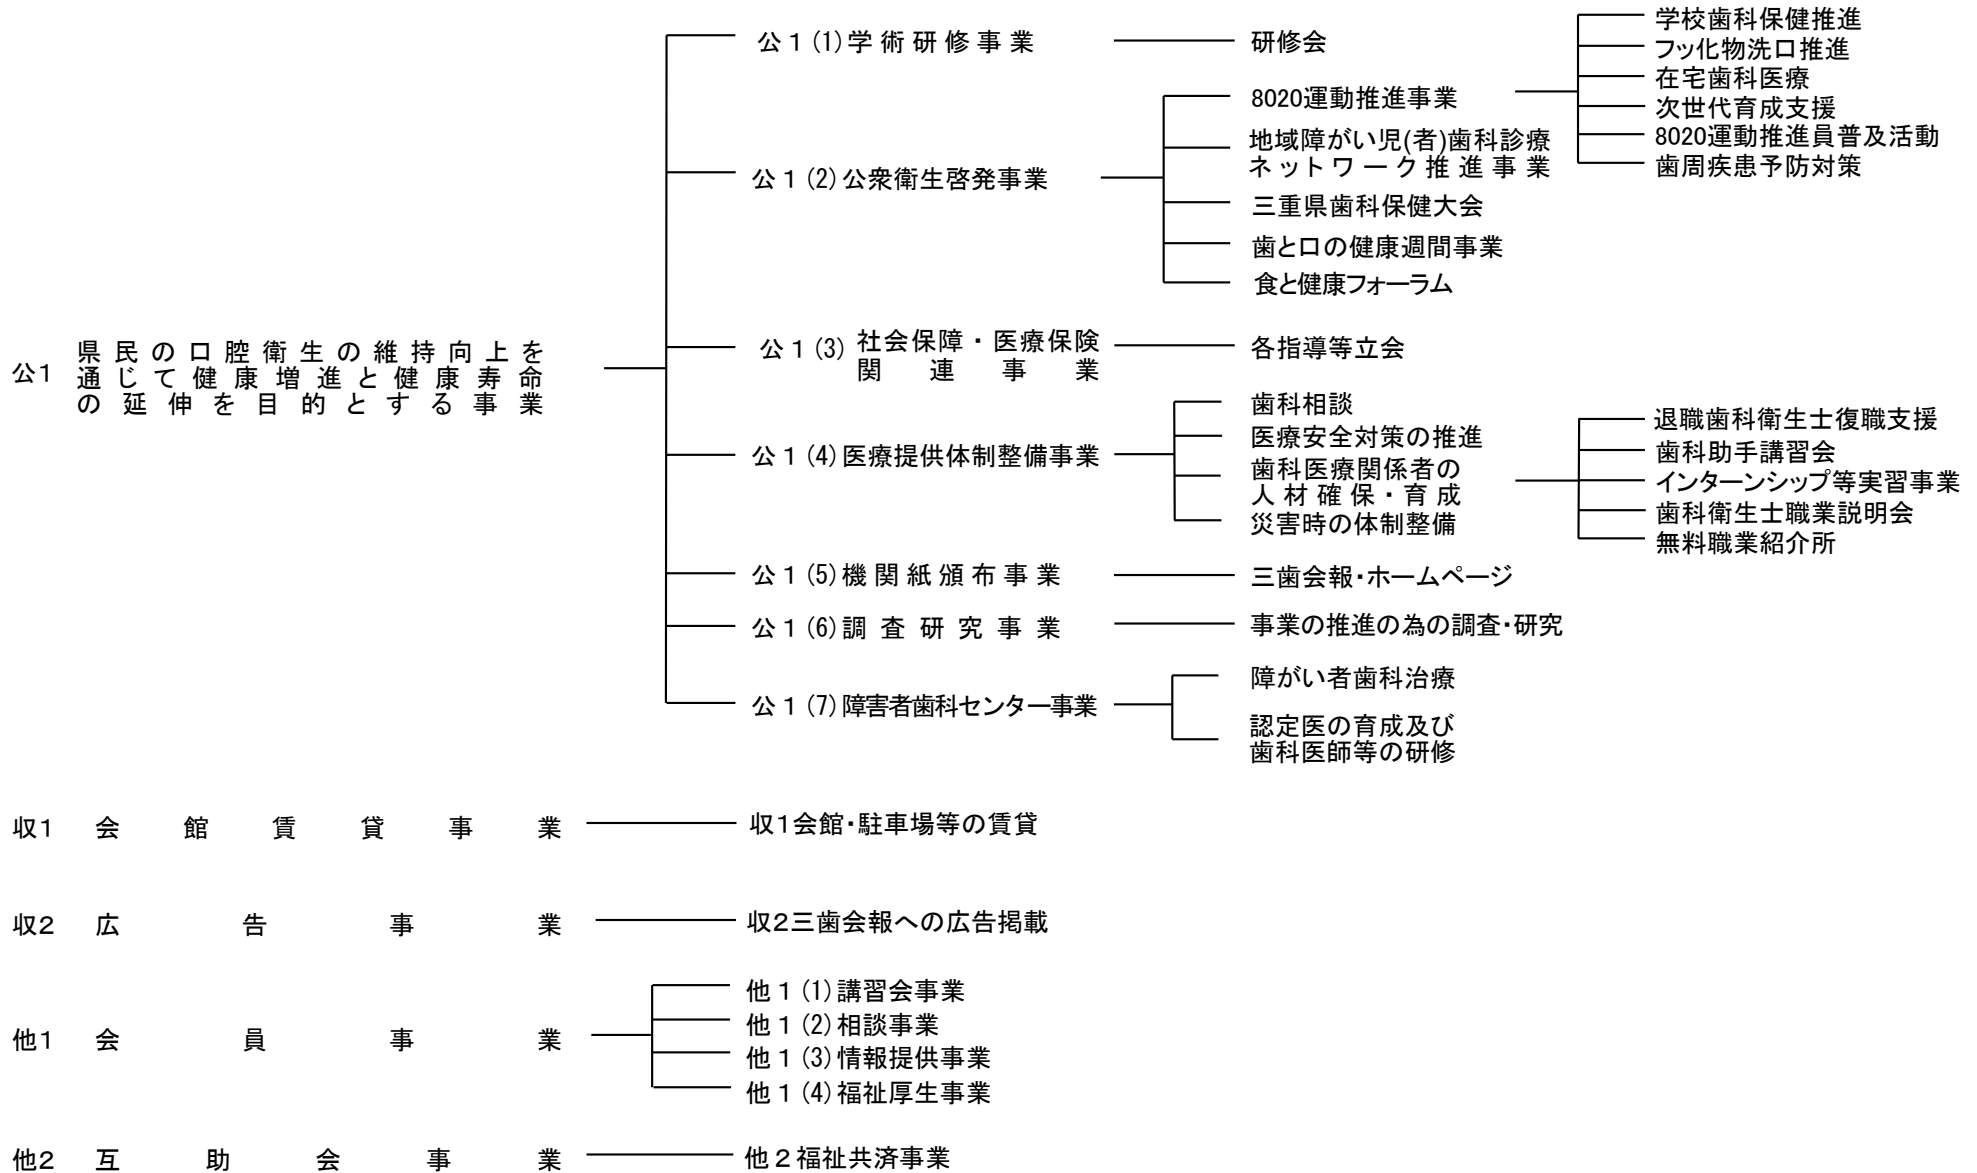 公1
県民の口腔衛生の維持向上を
通じて健康増進と健康寿命
の延伸を目的とする事業
公1(1)学術研修事業
研修会
公1(2)公衆衛生啓発事業
8020運動推進事業
学校歯科保健推進
フッ化物洗口推進
在宅歯科医療
次世代育成支援
8020運動推進員普及活動
歯周疾患予防対策
地域障がい児(者)歯科診療
ネットワーク推進事業
三重県歯科保健大会
歯と口の健康週間事業
食と健康フォーラム
公1(3)
社会保障・医療保険
関連事業
各指導等立会
公1(4)医療提供体制整備事業
歯科相談
医療安全対策の推進
歯科医療関係者の
人材確保・育成
退職歯科衛生士復職支援
歯科助手講習会
インターンシップ等実習事業
歯科衛生士職業説明会
無料職業紹介所
災害時の体制整備
公1(5)機関紙頒布事業
三歯会報・ホームページ
公1(6)調査研究事業
事業の推進の為の調査・研究
公1(7)障害者歯科センター事業
障がい者歯科治療
認定医の育成及び
歯科医師等の研修
収1 会館賃貸事業
収1会館・駐車場等の賃貸
収2 広告事業
収2三歯会報への広告掲載
他1 会員事業
他1(1)講習会事業
他1(2)相談事業
他1(3)情報提供事業
他1(4)福祉厚生事業
他2 互助会事業
他2福祉共済事業